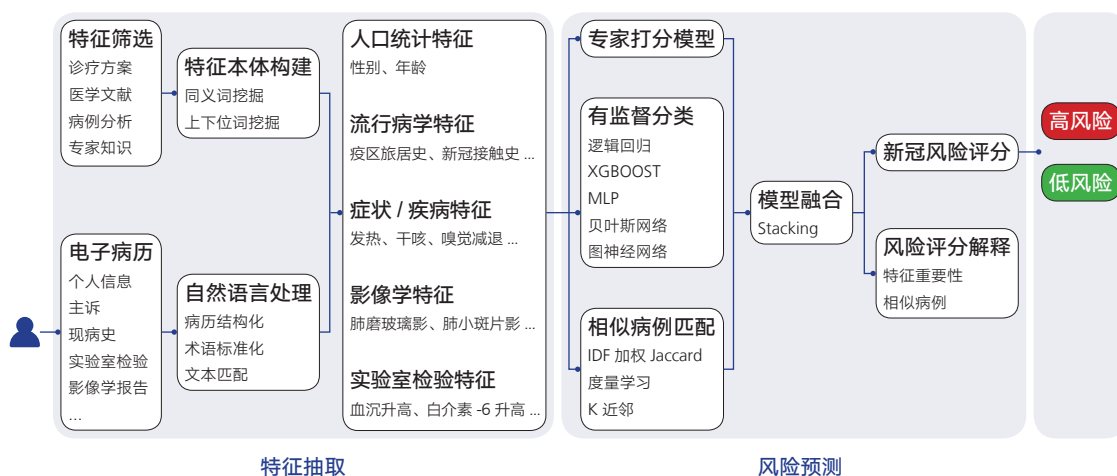 特征筛选
诊疗方案
医学文献
病例分析
专家知识
特征本体构建
同义词挖掘
上下位词挖掘
电子病历
个人信息
主诉
现病史
实验室检验
影像学报告
...
自然语言处理
病历结构化
术语标准化
文本匹配
人口统计特征
性别、年龄
流行病学特征
疫区旅居史、新冠接触史 ...
症状 / 疾病特征
发热、干咳、嗅觉减退 ...
影像学特征
肺磨玻璃影、肺小斑片影 ...
实验室检验特征
血沉升高、白介素 -6 升高 ...
专家打分模型
有监督分类
逻辑回归
XGBOOST
MLP
贝叶斯网络
图神经网络
相似病例匹配
IDF 加权 Jaccard
度量学习
K 近邻
模型融合
Stacking
新冠风险评分
风险评分解释
特征重要性
相似病例
高风险
低风险
特征抽取
风险预测